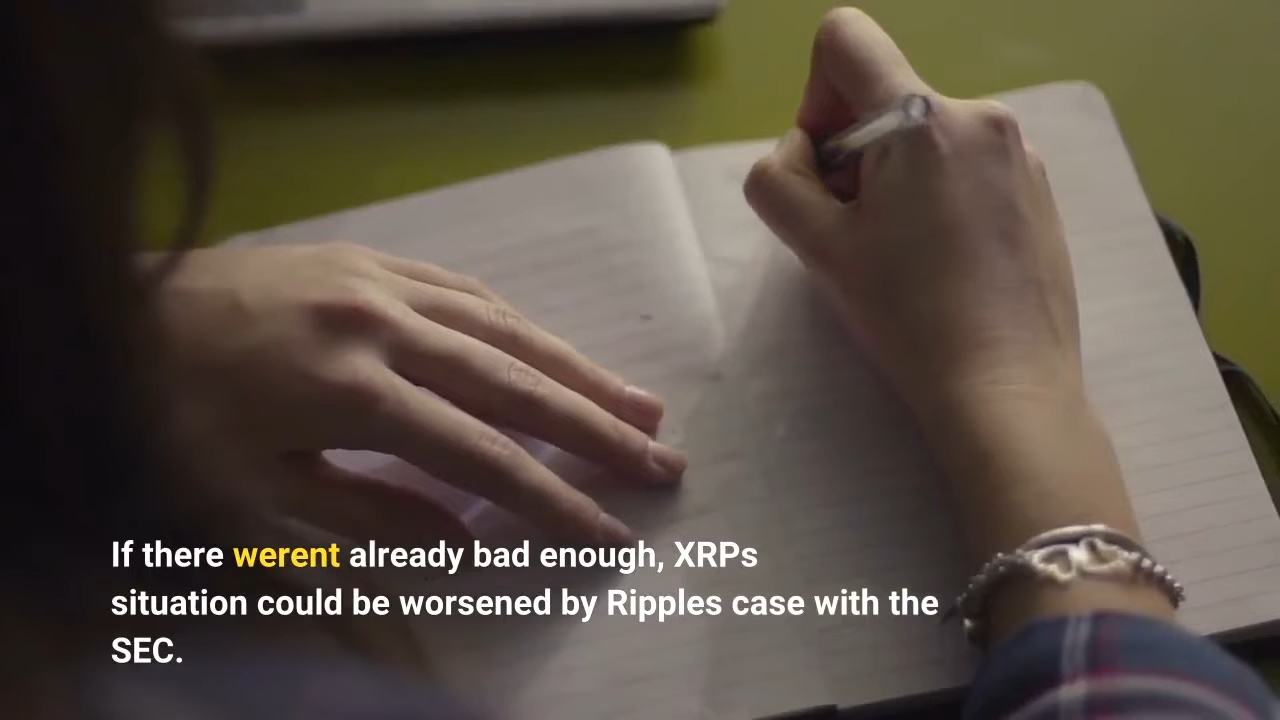 If there werent already bad enough, XRPs
situation could be worsened by Ripples case with the
SEC.